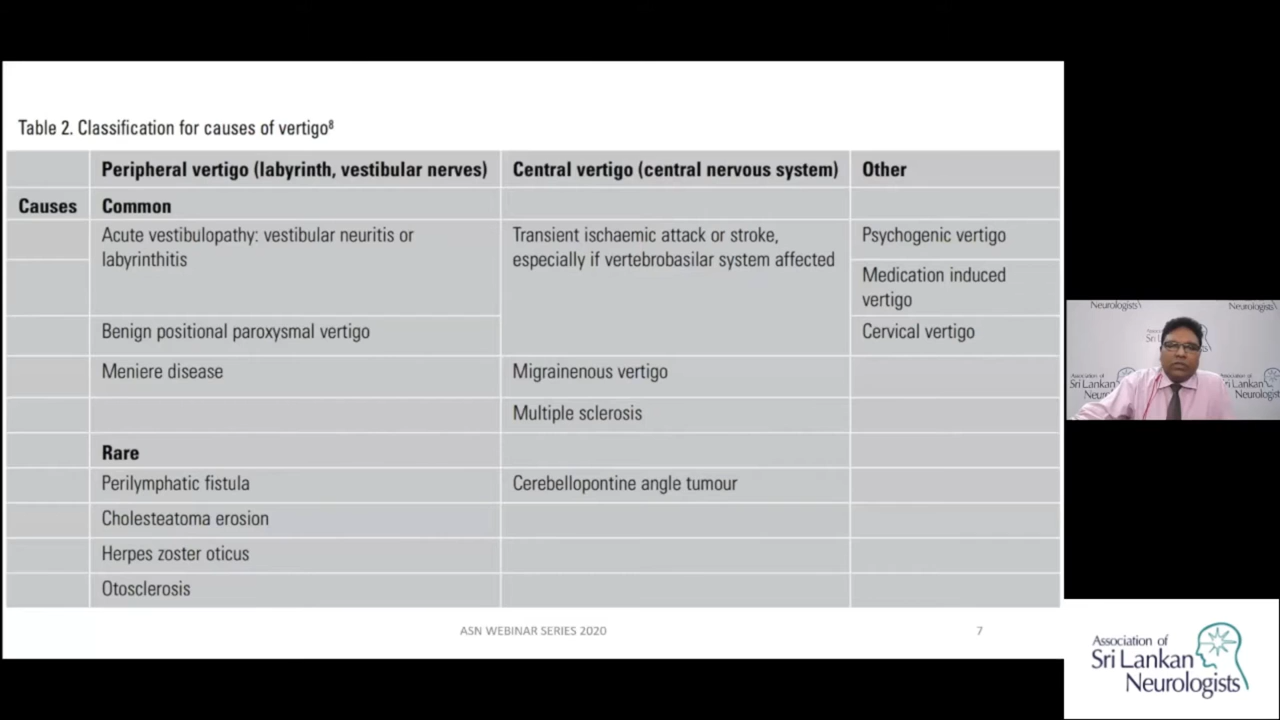 Table 2. Classification for causes of vertigo8
Peripheral vertigo (labyrinth, vestibular nerves)
Central vertigo (central nervous system)
Other
Causes
Common
Acute vestibulopathy: vestibular neuritis or
labyrinthitis
Transient ischaemic attack or stroke,
especially if vertebrobasilar system affected
Psychogenic vertigo
Medication induced
vertigo
Benign positional paroxysmal vertigo
Cervical vertigo
Meniere disease
Migrainenous vertigo
Multiple sclerosis
Rare
Perilymphatic fistula
Cerebellopontine angle tumour
Cholesteatoma erosion
Herpes zoster oticus
Otosclerosis
ASN WEBINAR SERIES 2020
7
Neurologists
Neurologists
Association of
Sri Lankan
Neurologists